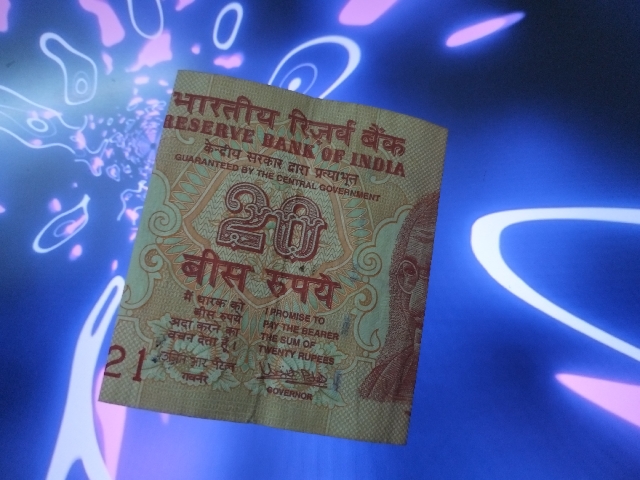 भारतीय रिज़र्व बैंक
RESERVE BANK OF INDIA
केन्द्रीय सरकार द्वारा प्रत्याभूत
GUARANTEED BY THE CENTRAL GOVERNMENT
20
बीस रुपये
मैं धारक को
बीस रुपये
अदा करने का
वचन देता हूँ।
गवर्नर
I PROMISE TO
PAY THE BEARER
THE SUM OF
TWENTY RUPEES
GOVERNOR
21